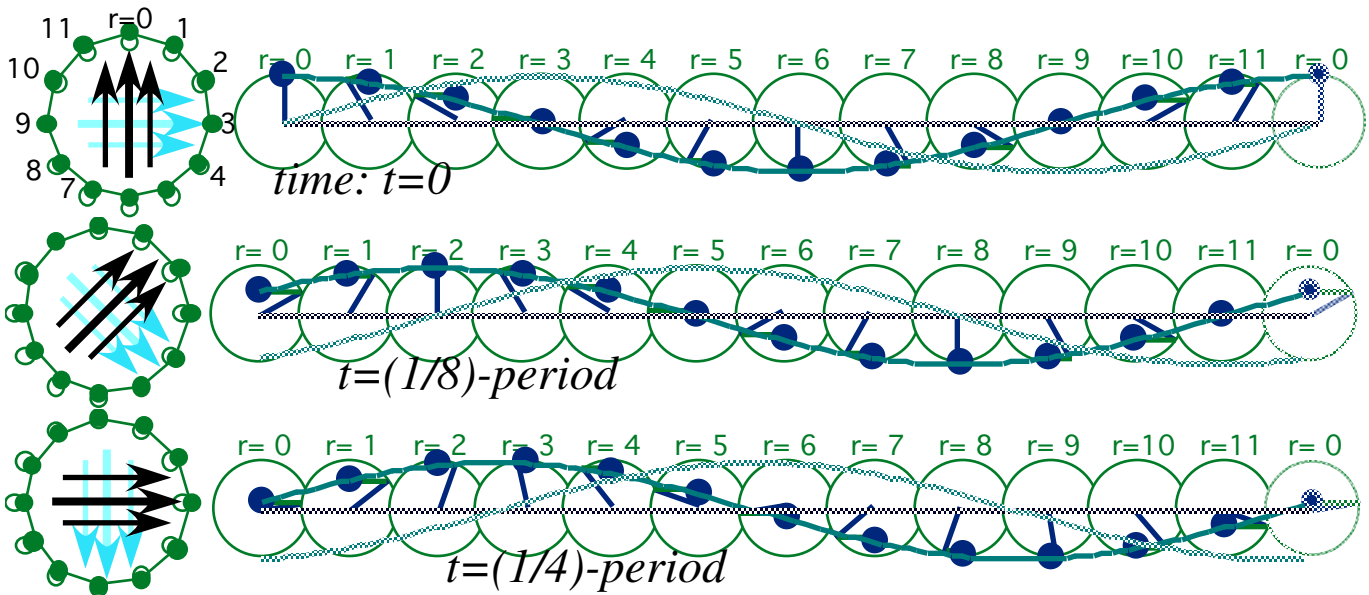 r=0
11 1
10 2
9 3
8 4
7
r= 0 r= 1 r= 2 r= 3 r= 4 r= 5 r= 6 r= 7 r= 8 r= 9 r=10 r=11 r= 0
time: t=0
r= 0 r= 1 r= 2 r= 3 r= 4 r= 5 r= 6 r= 7 r= 8 r= 9 r=10 r=11 r= 0
t=(1/8)-period
r= 0 r= 1 r= 2 r= 3 r= 4 r= 5 r= 6 r= 7 r= 8 r= 9 r=10 r=11 r= 0
t=(1/4)-period